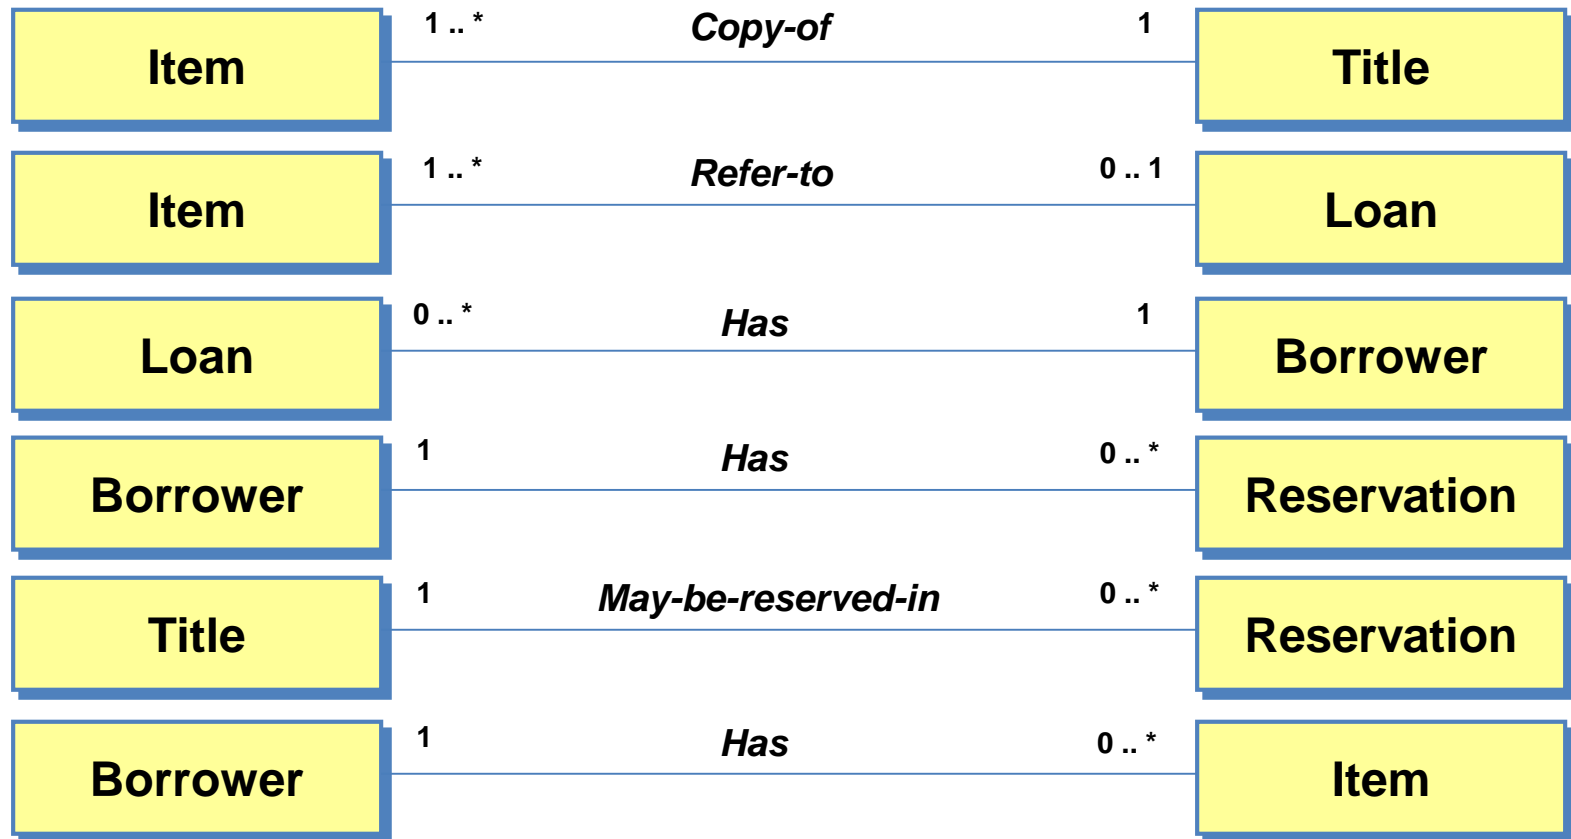 1 .. * Copy-of 1
Item Title
1 .. * Refer-to 0 .. 1
Item Loan
0 .. * Has 1
Loan Borrower
1 Has 0 .. *
Borrower Reservation
1 May-be-reserved-in 0 .. *
Title Reservation
1 Has 0 .. *
Borrower Item